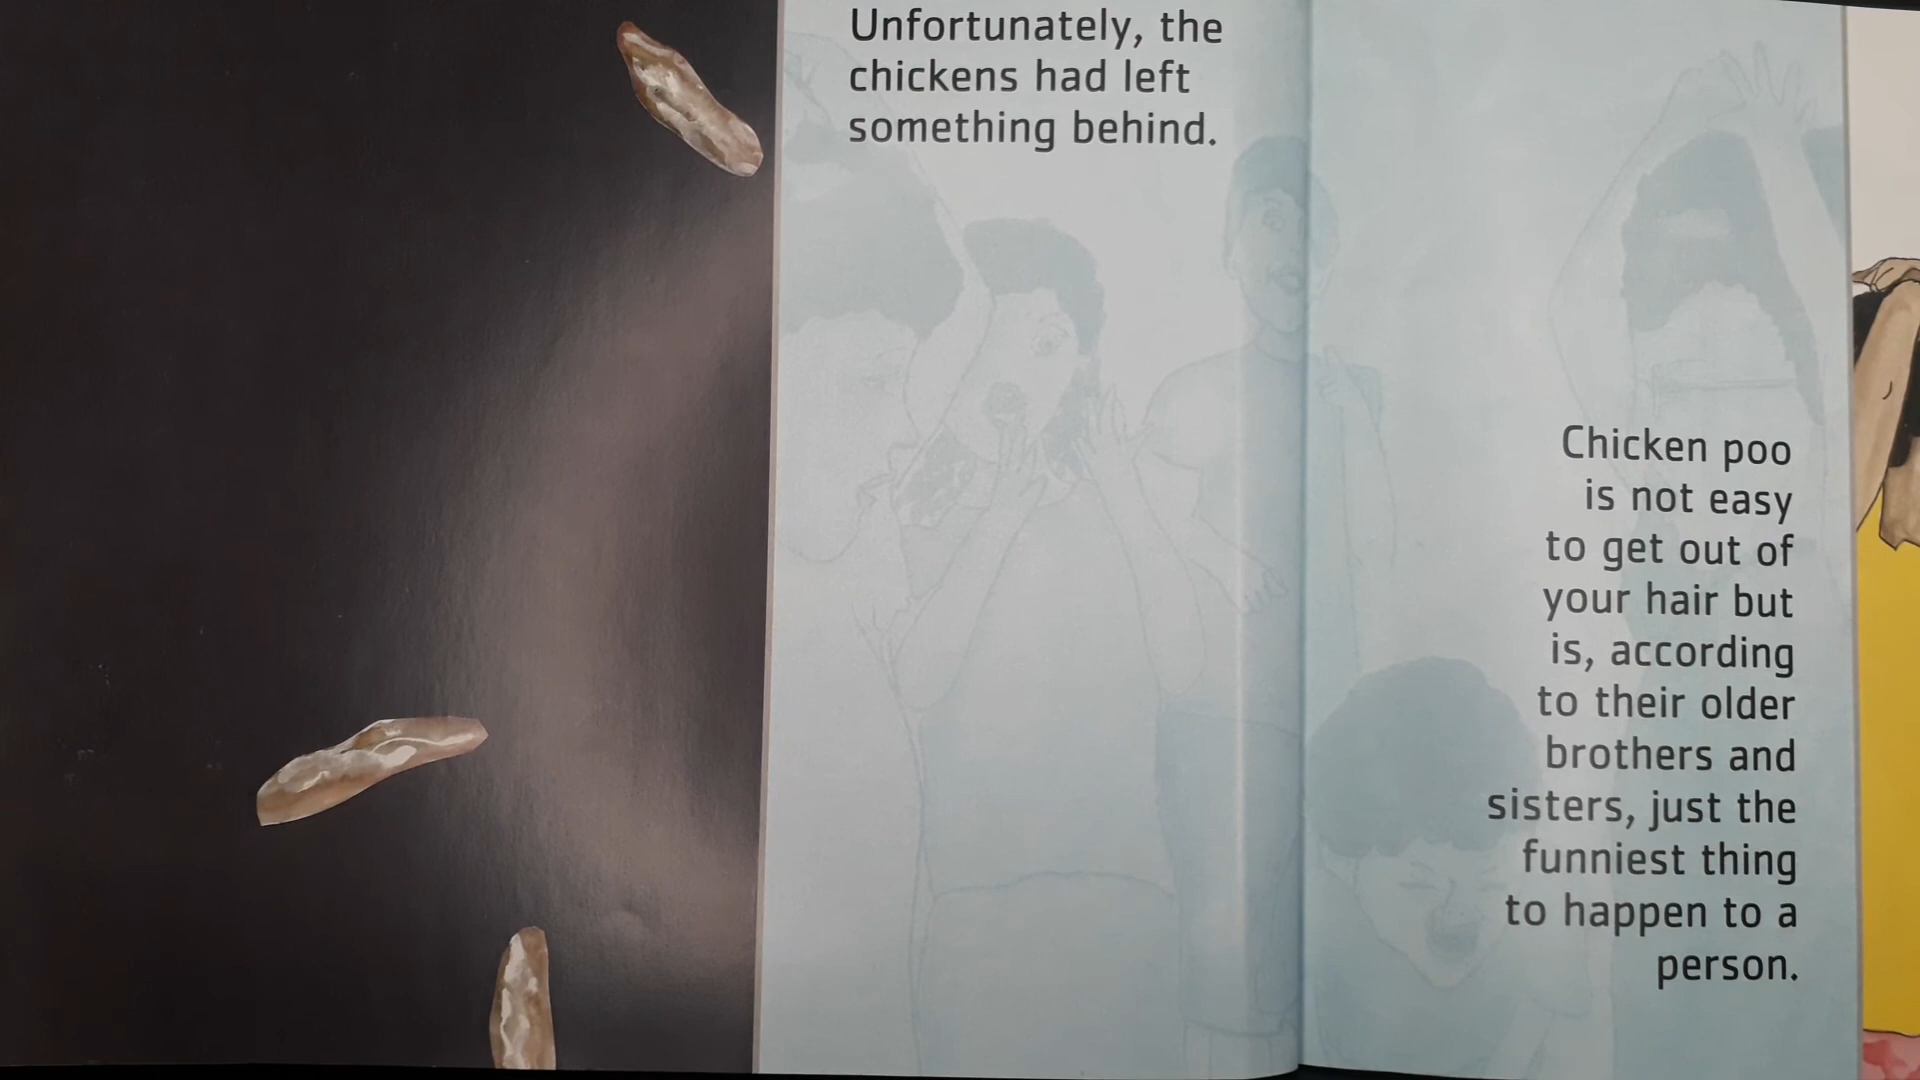 Unfortunately, the
chickens had left
something behind.
Chicken poo
is not easy
to get out of
your hair but
is, according
to their older
brothers and
sisters, just the
funniest thing
to happen to a
person.